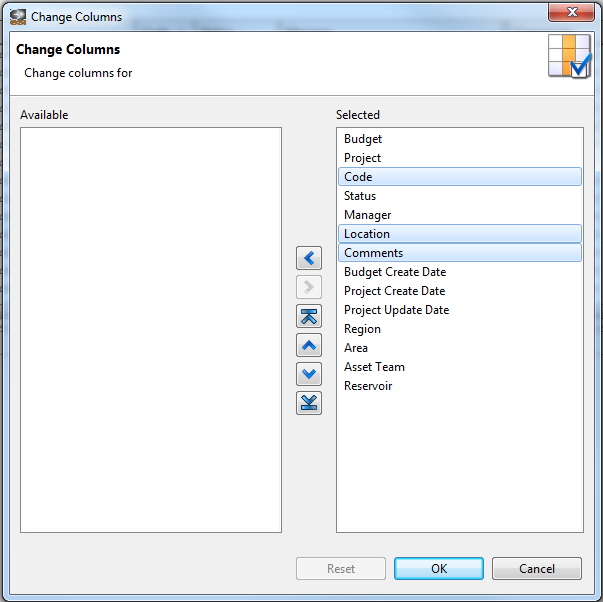 Change Columns
Change Columns
Change columns for
Available
Selected
Budget
Project
Code
Status
Manager
Location
Comments
Budget Create Date
Project Create Date
Project Update Date
Region
Area
Asset Team
Reservoir
Reset
OK
Cancel